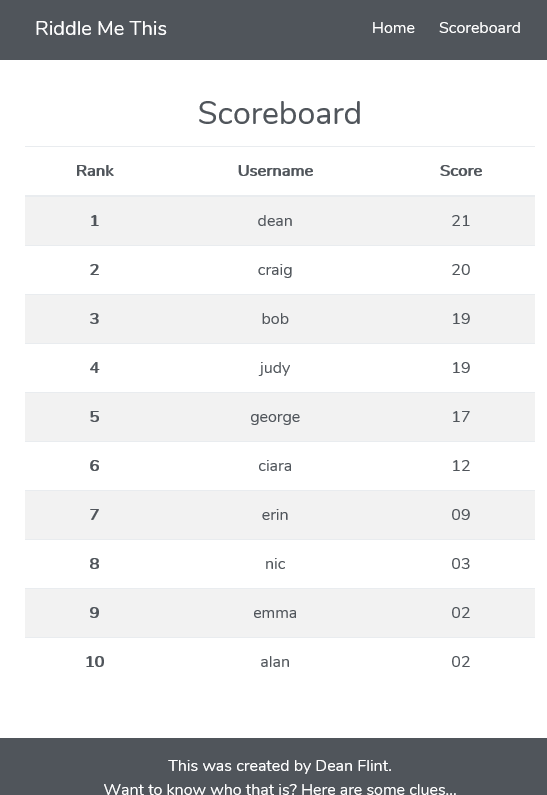 Riddle Me This Home Scoreboard
Scoreboard
Rank Username Score
1 dean 21
2 craig 20
3 bob 19
4 judy 19
5 george 17
6 ciara 12
7 erin 09
8 nic 03
9 emma 02
10 alan 02
This was created by Dean Flint.
Want to know who that is? Here are some clues...